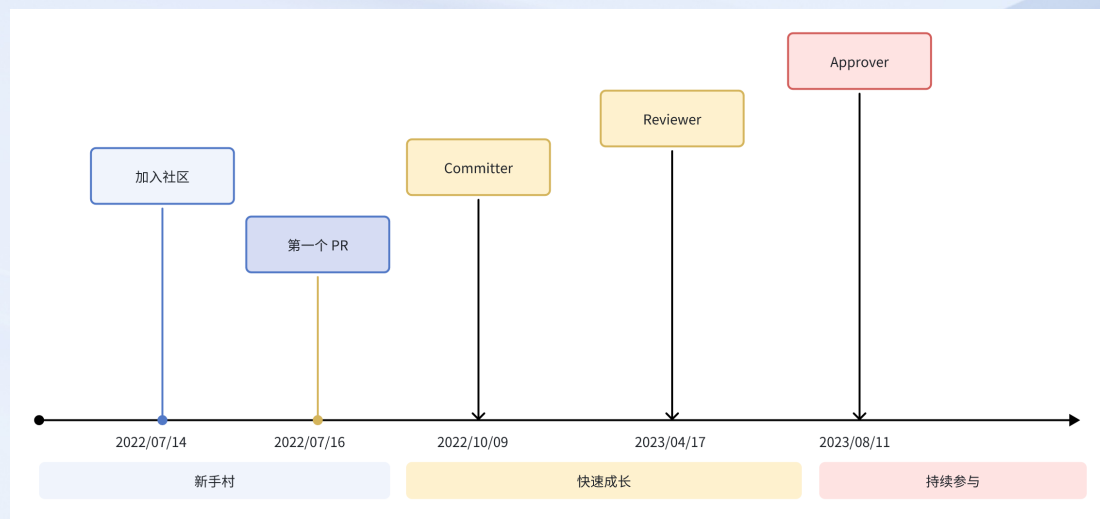 Approver
Reviewer
Committer
加入社区
第一个 PR
2022/07/14
2022/07/16
2022/10/09
2023/04/17
2023/08/11
新手村
快速成长
持续参与